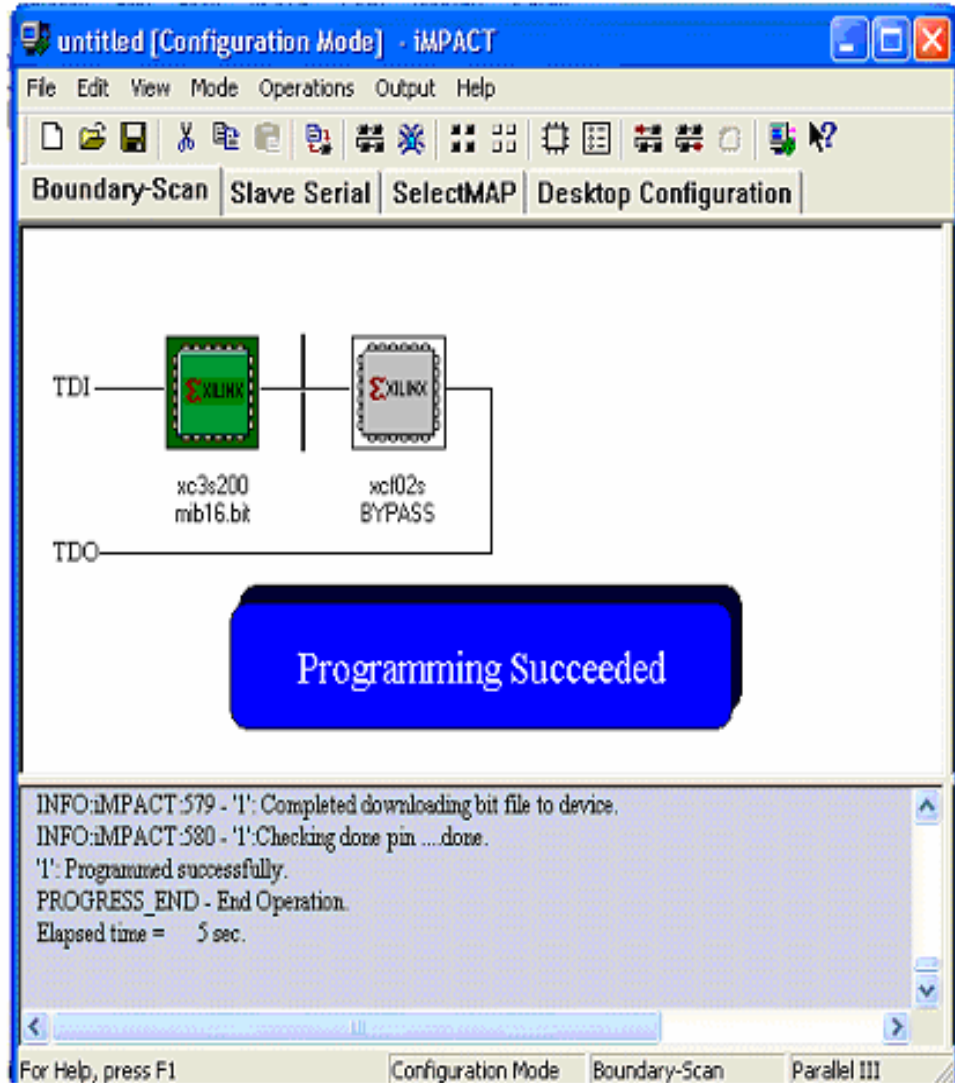 untitled [Configuration Mode] - iMPACT
File Edit View Mode Operations Output Help
Boundary-Scan Slave Serial SelectMAP Desktop Configuration
TDI
XILINX XILINX
xc3s200 xcf02s
mib16.bit BYPASS
TDO
Programming Succeeded
INFO:iMPACT:579 - '1': Completed downloading bit file to device.
INFO:iMPACT:580 - '1':Checking done pin ....done.
'1': Programmed successfully.
PROGRESS_END - End Operation.
Elapsed time = 5 sec.
For Help, press F1 Configuration Mode Boundary-Scan Parallel III